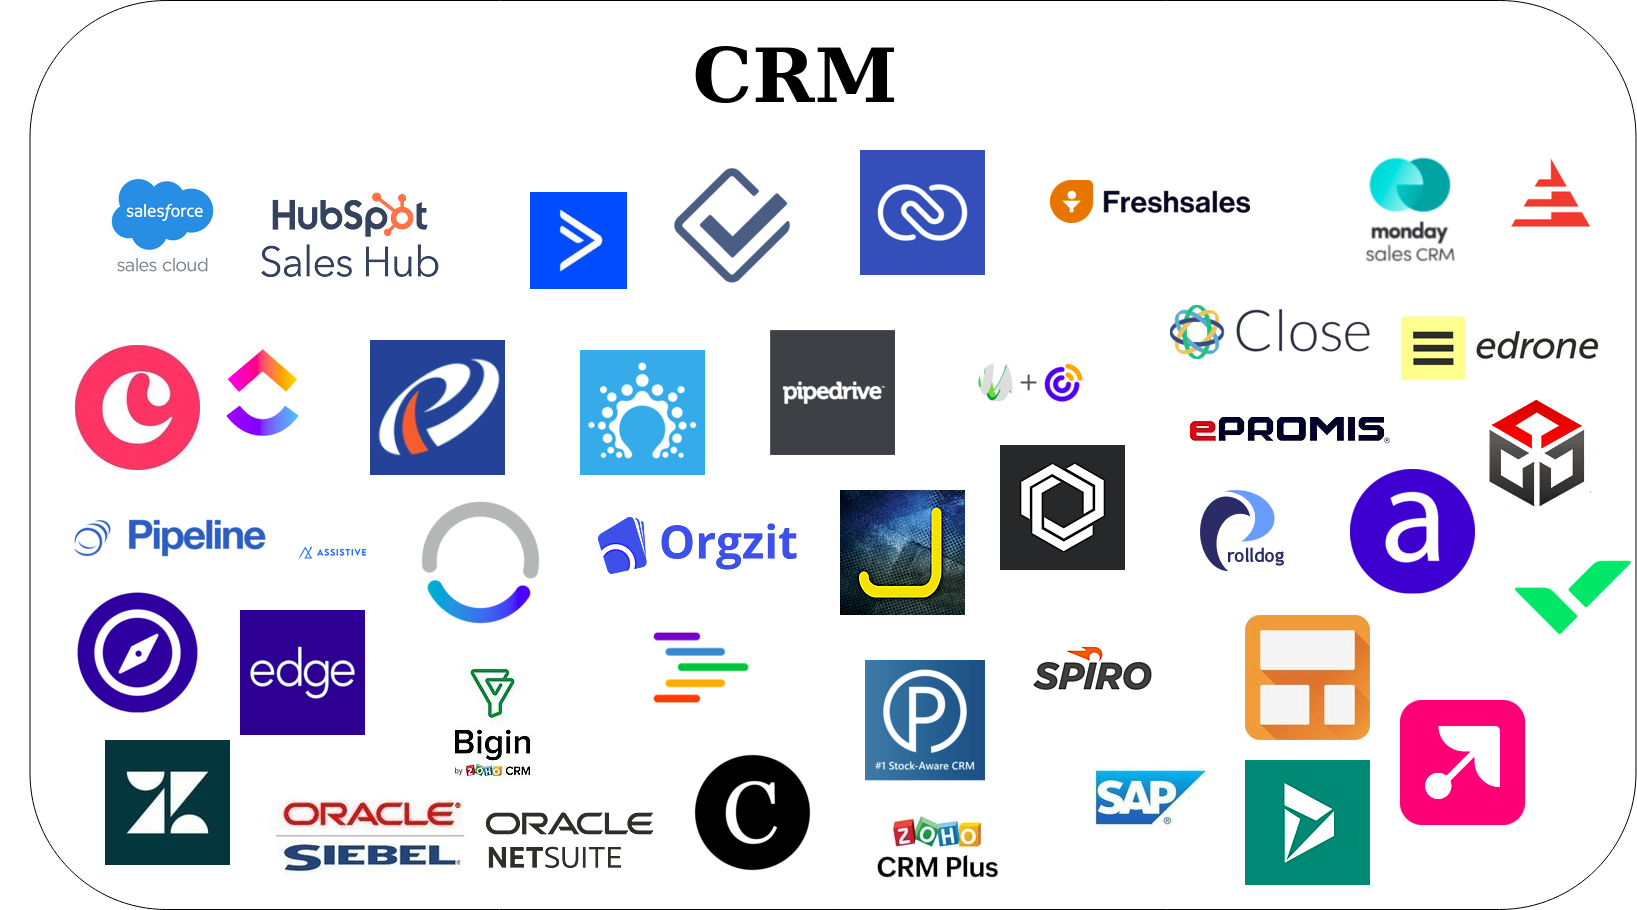 CRM
salesforce
sales cloud
HubSpot
Sales Hub
Freshsales
monday
sales CRM
Close
edrone
pipedrive
+
ePROMIS®
Pipeline
ASSISTIVE
Orgzit
rolldog
a
edge
Bigin
by ZOHO CRM
P
#1 Stock-Aware CRM
SPIRO
ORACLE®
SIEBEL®
ORACLE
NETSUITE
C
ZOHO
CRM Plus
SAP®